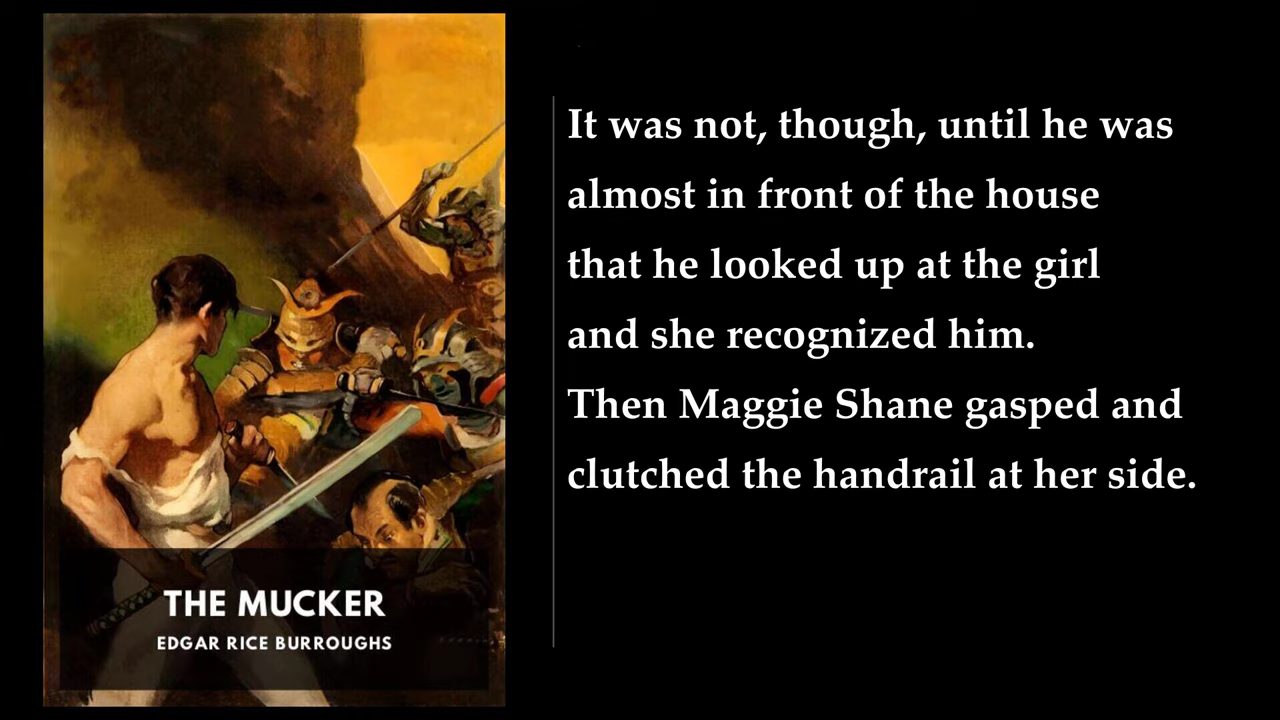 It was not, though, until he was
almost in front of the house
that he looked up at the girl
and she recognized him.
Then Maggie Shane gasped and
clutched the handrail at her side.
THE MUCKER
EDGAR RICE BURROUGHS